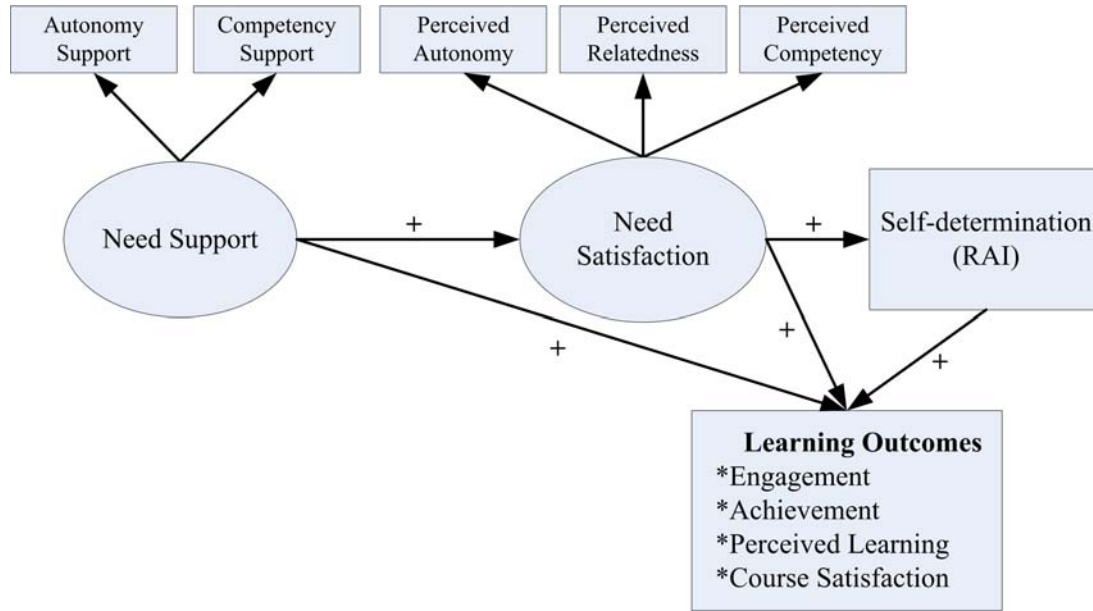 Autonomy
Support
Competency
Support
Perceived
Autonomy
Perceived
Relatedness
Perceived
Competency
Need Support
+
Need
Satisfaction
+
Self-determination
(RAI)
+
+
+
Learning Outcomes
*Engagement
*Achievement
*Perceived Learning
*Course Satisfaction